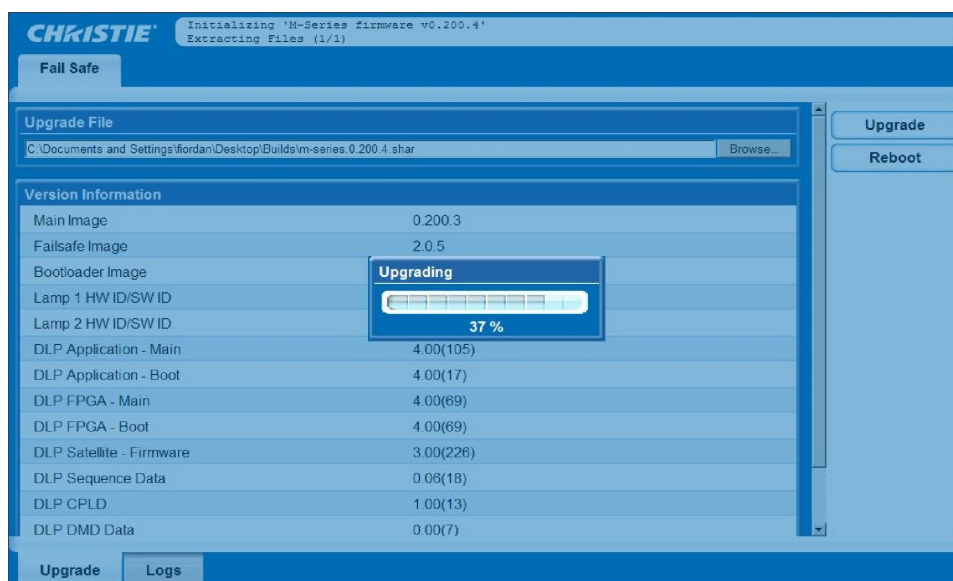 CHRISTIE
Initializing 'M-Series firmware v0.200.4'
Extracting Files (1/1)
Fail Safe
Upgrade File
C:\Documents and Settings\fiordan\Desktop\Builds\m-series.0.200.4.shar Browse...
Upgrade
Reboot
Version Information
Main Image 0.200.3
Failsafe Image 2.0.5
Bootloader Image
Lamp 1 HW ID/SW ID
Lamp 2 HW ID/SW ID
Upgrading
37 %
DLP Application - Main 4.00(105)
DLP Application - Boot 4.00(17)
DLP FPGA - Main 4.00(69)
DLP FPGA - Boot 4.00(69)
DLP Satellite - Firmware 3.00(226)
DLP Sequence Data 0.06(18)
DLP CPLD 1.00(13)
DLP DMD Data 0.00(7)
Upgrade Logs